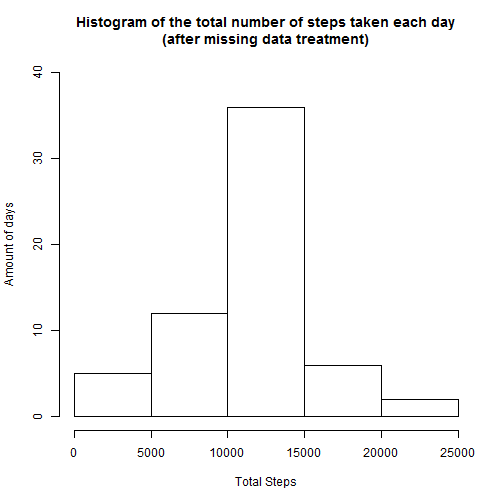 Histogram of the total number of steps taken each day
(after missing data treatment)
40
30
20
10
0
Amount of days
0 5000 10000 15000 20000 25000
Total Steps